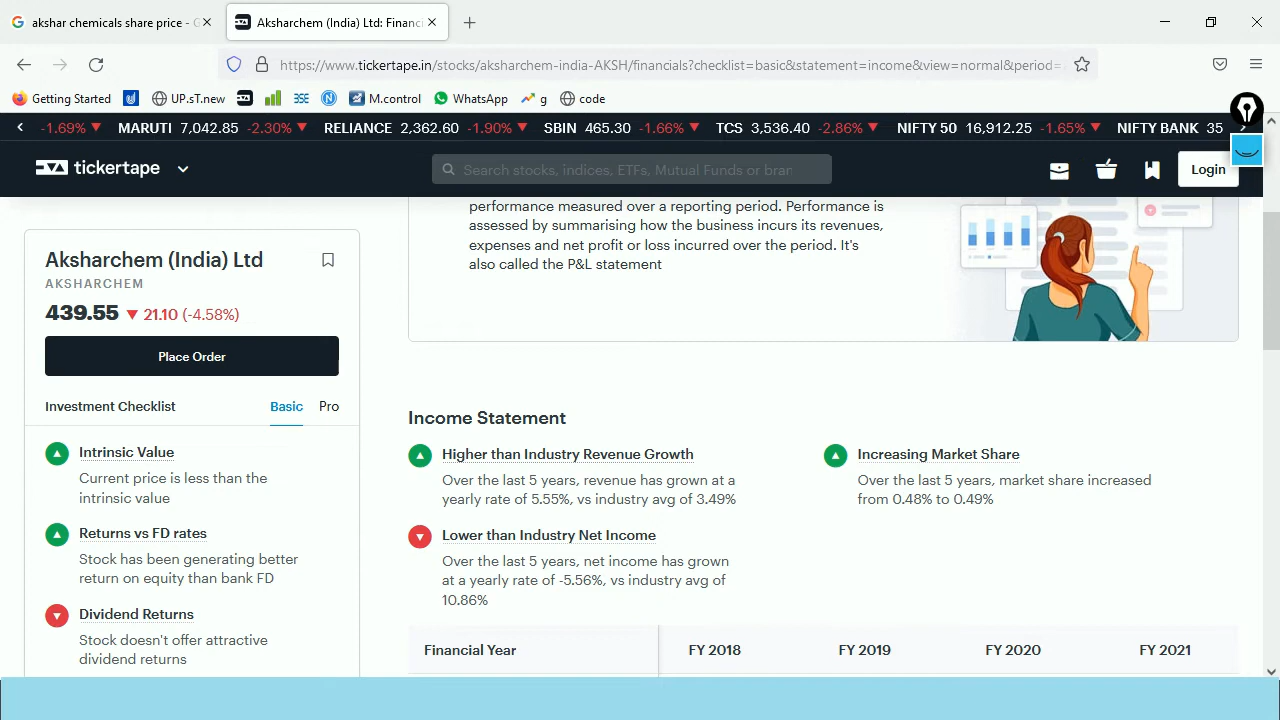 akshar chemicals share price - G
Aksharchem (India) Ltd: Financi
https://www.tickertape.in/stocks/aksharchem-india-AKSH/financials?checklist=basic&statement=income&view=normal&period=
Getting Started UP.sT.new M.control WhatsApp g code
-1.69% MARUTI 7,042.85 -2.30% RELIANCE 2,362.60 -1.90% SBIN 465.30 -1.66% TCS 3,536.40 -2.86% NIFTY 50 16,912.25 -1.65% NIFTY BANK 35
tickertape
Search stocks, indices, ETFs, Mutual Funds or bran
Login
performance measured over a reporting period. Performance is
assessed by summarising how the business incurs its revenues,
expenses and net profit or loss incurred over the period. It's
also called the P&L statement
Aksharchem (India) Ltd
AKSHARCHEM
439.55 21.10 (-4.58%)
Place Order
Investment Checklist Basic Pro
Intrinsic Value
Current price is less than the
intrinsic value
Returns vs FD rates
Stock has been generating better
return on equity than bank FD
Dividend Returns
Stock doesn't offer attractive
dividend returns
Income Statement
Higher than Industry Revenue Growth
Over the last 5 years, revenue has grown at a
yearly rate of 5.55%, vs industry avg of 3.49%
Increasing Market Share
Over the last 5 years, market share increased
from 0.48% to 0.49%
Lower than Industry Net Income
Over the last 5 years, net income has grown
at a yearly rate of -5.56%, vs industry avg of
10.86%
Financial Year FY 2018 FY 2019 FY 2020 FY 2021